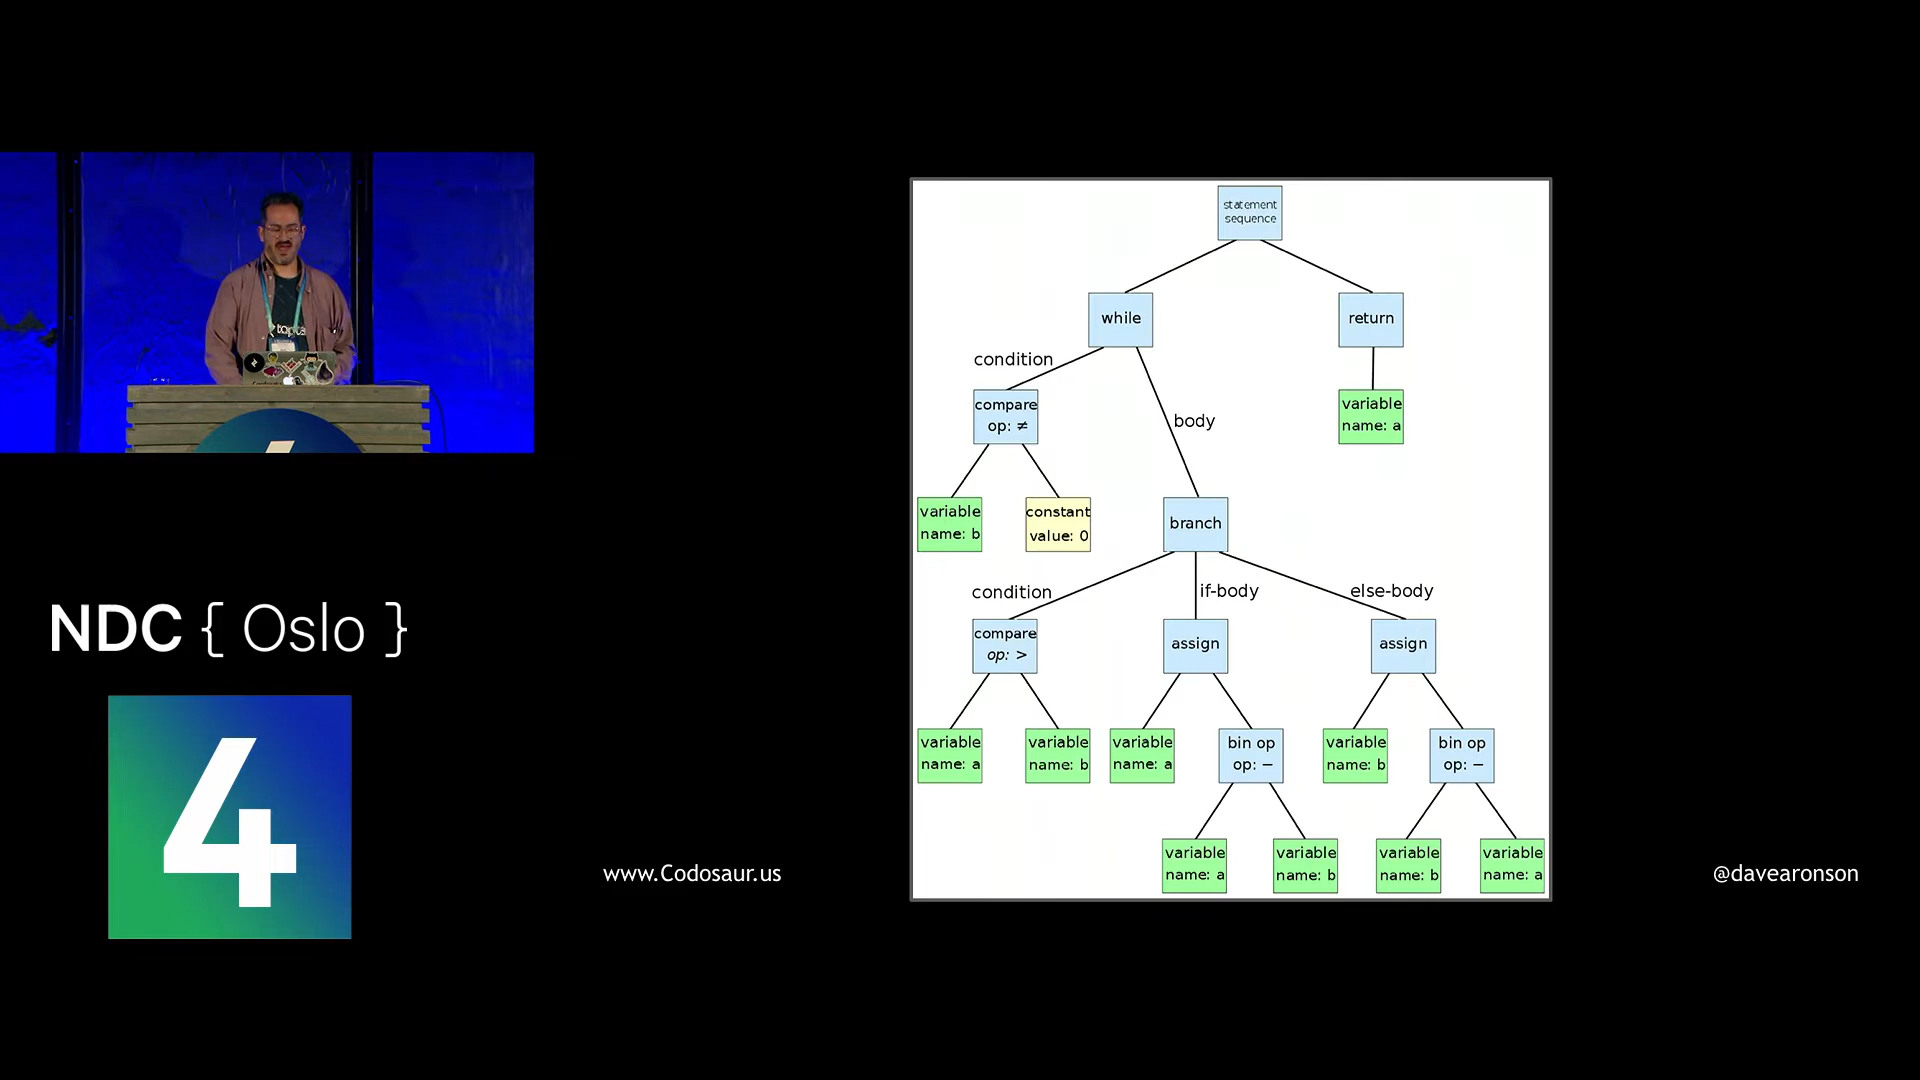 statement
sequence
while
return
condition
compare
op: ≠
body
variable
name: a
variable
name: b
constant
value: 0
branch
condition
if-body
else-body
compare
op: >
assign
assign
variable
name: a
variable
name: b
variable
name: a
bin op
op: −
variable
name: b
bin op
op: −
variable
name: a
variable
name: b
variable
name: b
variable
name: a
NDC { Oslo }
4
www.Codosaur.us
@davearonson